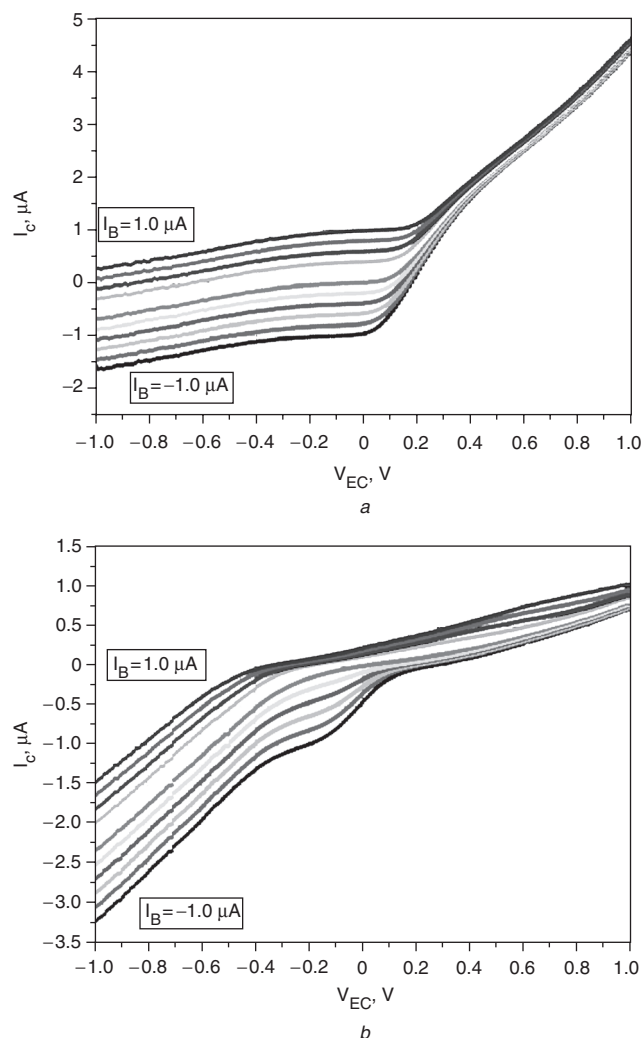 5
4
3
2
1
0
−1
−2
I_c, μA
I_B = 1.0 μA
I_B = −1.0 μA
−1.0 −0.8 −0.6 −0.4 −0.2 0 0.2 0.4 0.6 0.8 1.0
V_EC, V
a
1.5
1.0
0.5
0
−0.5
−1.0
−1.5
−2.0
−2.5
−3.0
−3.5
I_c, μA
I_B = 1.0 μA
I_B = −1.0 μA
−1.0 −0.8 −0.6 −0.4 −0.2 0 0.2 0.4 0.6 0.8 1.0
V_EC, V
b